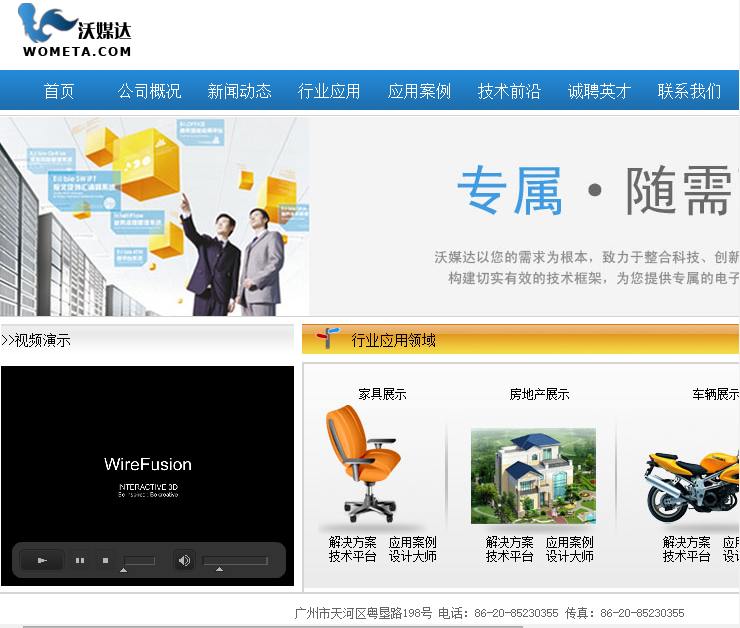 沃媒达
WOMETA.COM
首页 公司概况 新闻动态 行业应用 应用案例 技术前沿 诚聘英才 联系我们
专属·随需
沃媒达以您的需求为根本，致力于整合科技、创新
构建切实有效的技术框架，为您提供专属的电子
>>视频演示
行业应用领域
WireFusion
INTERACTIVE 3D
Be inspired. Be creative
家具展示 房地产展示 车辆展示
解决方案 应用案例 解决方案 应用案例 解决方案
技术平台 设计大师 技术平台 设计大师 技术平台
广州市天河区粤垦路198号 电话：86-20-85230355 传真：86-20-85230355